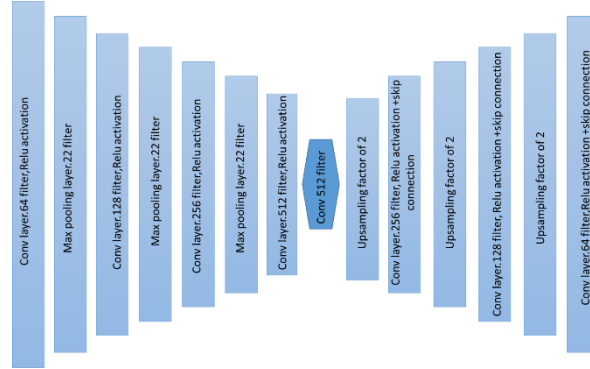 Conv layer.64 filter,Relu activation
Max pooling layer.22 filter
Conv layer.128 filter,Relu activation
Max pooling layer.22 filter
Conv layer.256 filter,Relu activation
Max pooling layer.22 filter
Conv layer.512 filter,Relu activation
Conv 512 filter
Upsampling factor of 2
Conv layer.256 filter, Relu activation +skip
connection
Upsampling factor of 2
Conv layer.128 filter, Relu activation +skip connection
Upsampling factor of 2
Conv layer.64 filter,Relu activation +skip connection